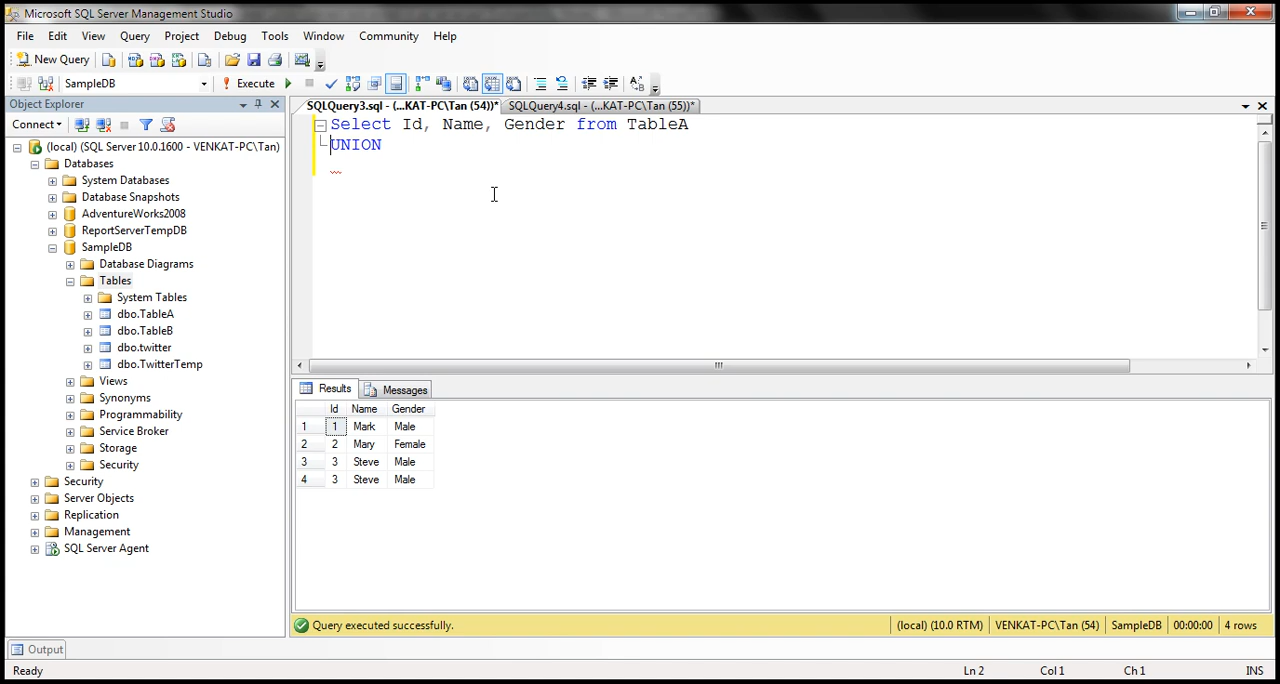 Microsoft SQL Server Management Studio
File Edit View Query Project Debug Tools Window Community Help
New Query
SampleDB Execute
Object Explorer
SQLQuery3.sql - (...KAT-PC\Tan (54))* SQLQuery4.sql - (...KAT-PC\Tan (55))*
Connect
Select Id, Name, Gender from TableA
UNION
(local) (SQL Server 10.0.1600 - VENKAT-PC\Tan)
Databases
System Databases
Database Snapshots
AdventureWorks2008
ReportServerTempDB
SampleDB
Database Diagrams
Tables
System Tables
dbo.TableA
dbo.TableB
dbo.twitter
dbo.TwitterTemp
Views
Synonyms
Programmability
Service Broker
Storage
Security
Security
Server Objects
Replication
Management
SQL Server Agent
Results Messages
Id Name Gender
1 1 Mark Male
2 2 Mary Female
3 3 Steve Male
4 3 Steve Male
Query executed successfully. (local) (10.0 RTM) VENKAT-PC\Tan (54) SampleDB 00:00:00 4 rows
Output
Ready Ln 2 Col 1 Ch 1 INS